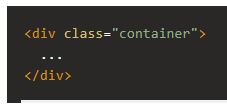 <div class="container">
  ...
</div>